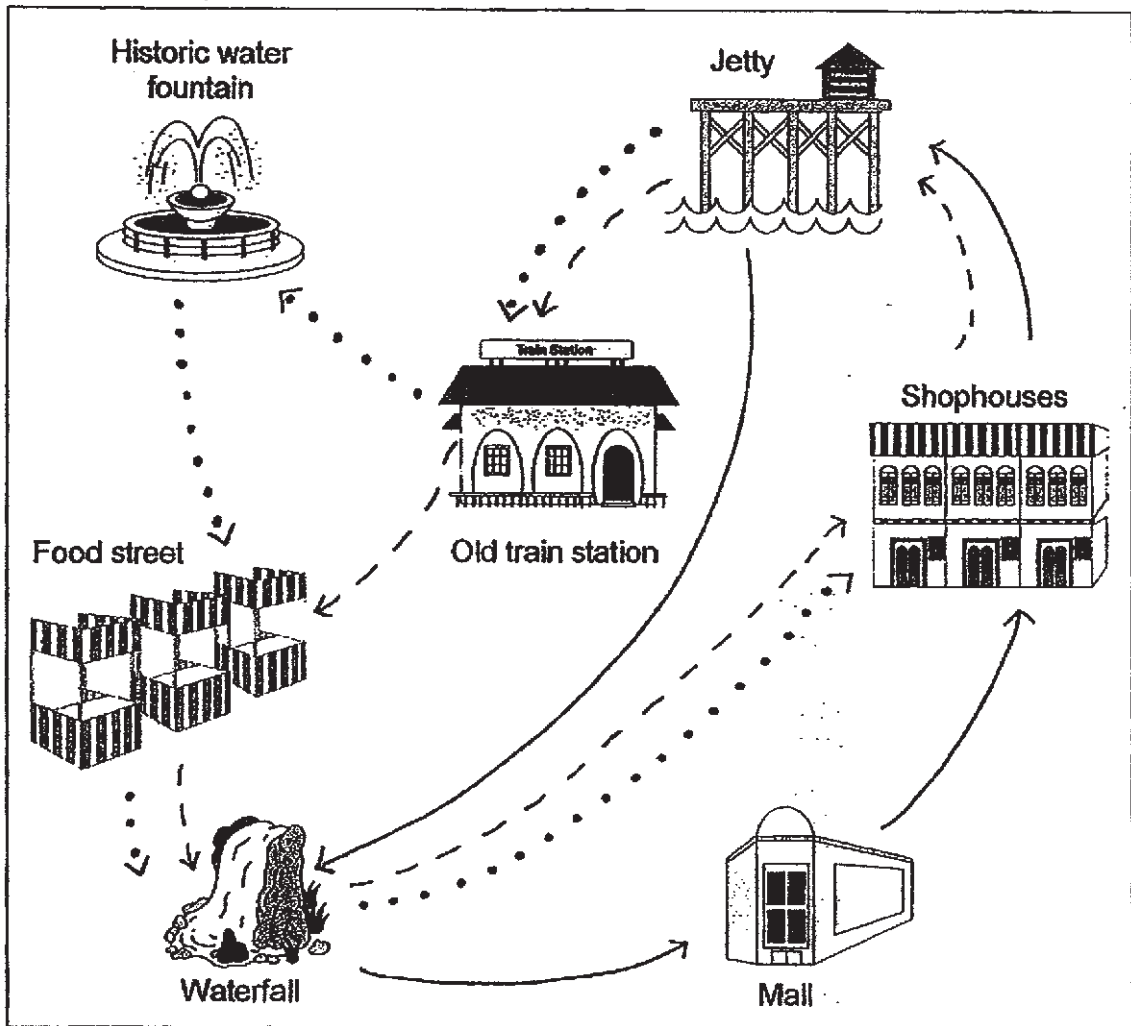 Historic water
fountain
Jetty
Train Station
Shophouses
Food street
Old train station
Waterfall
Mall